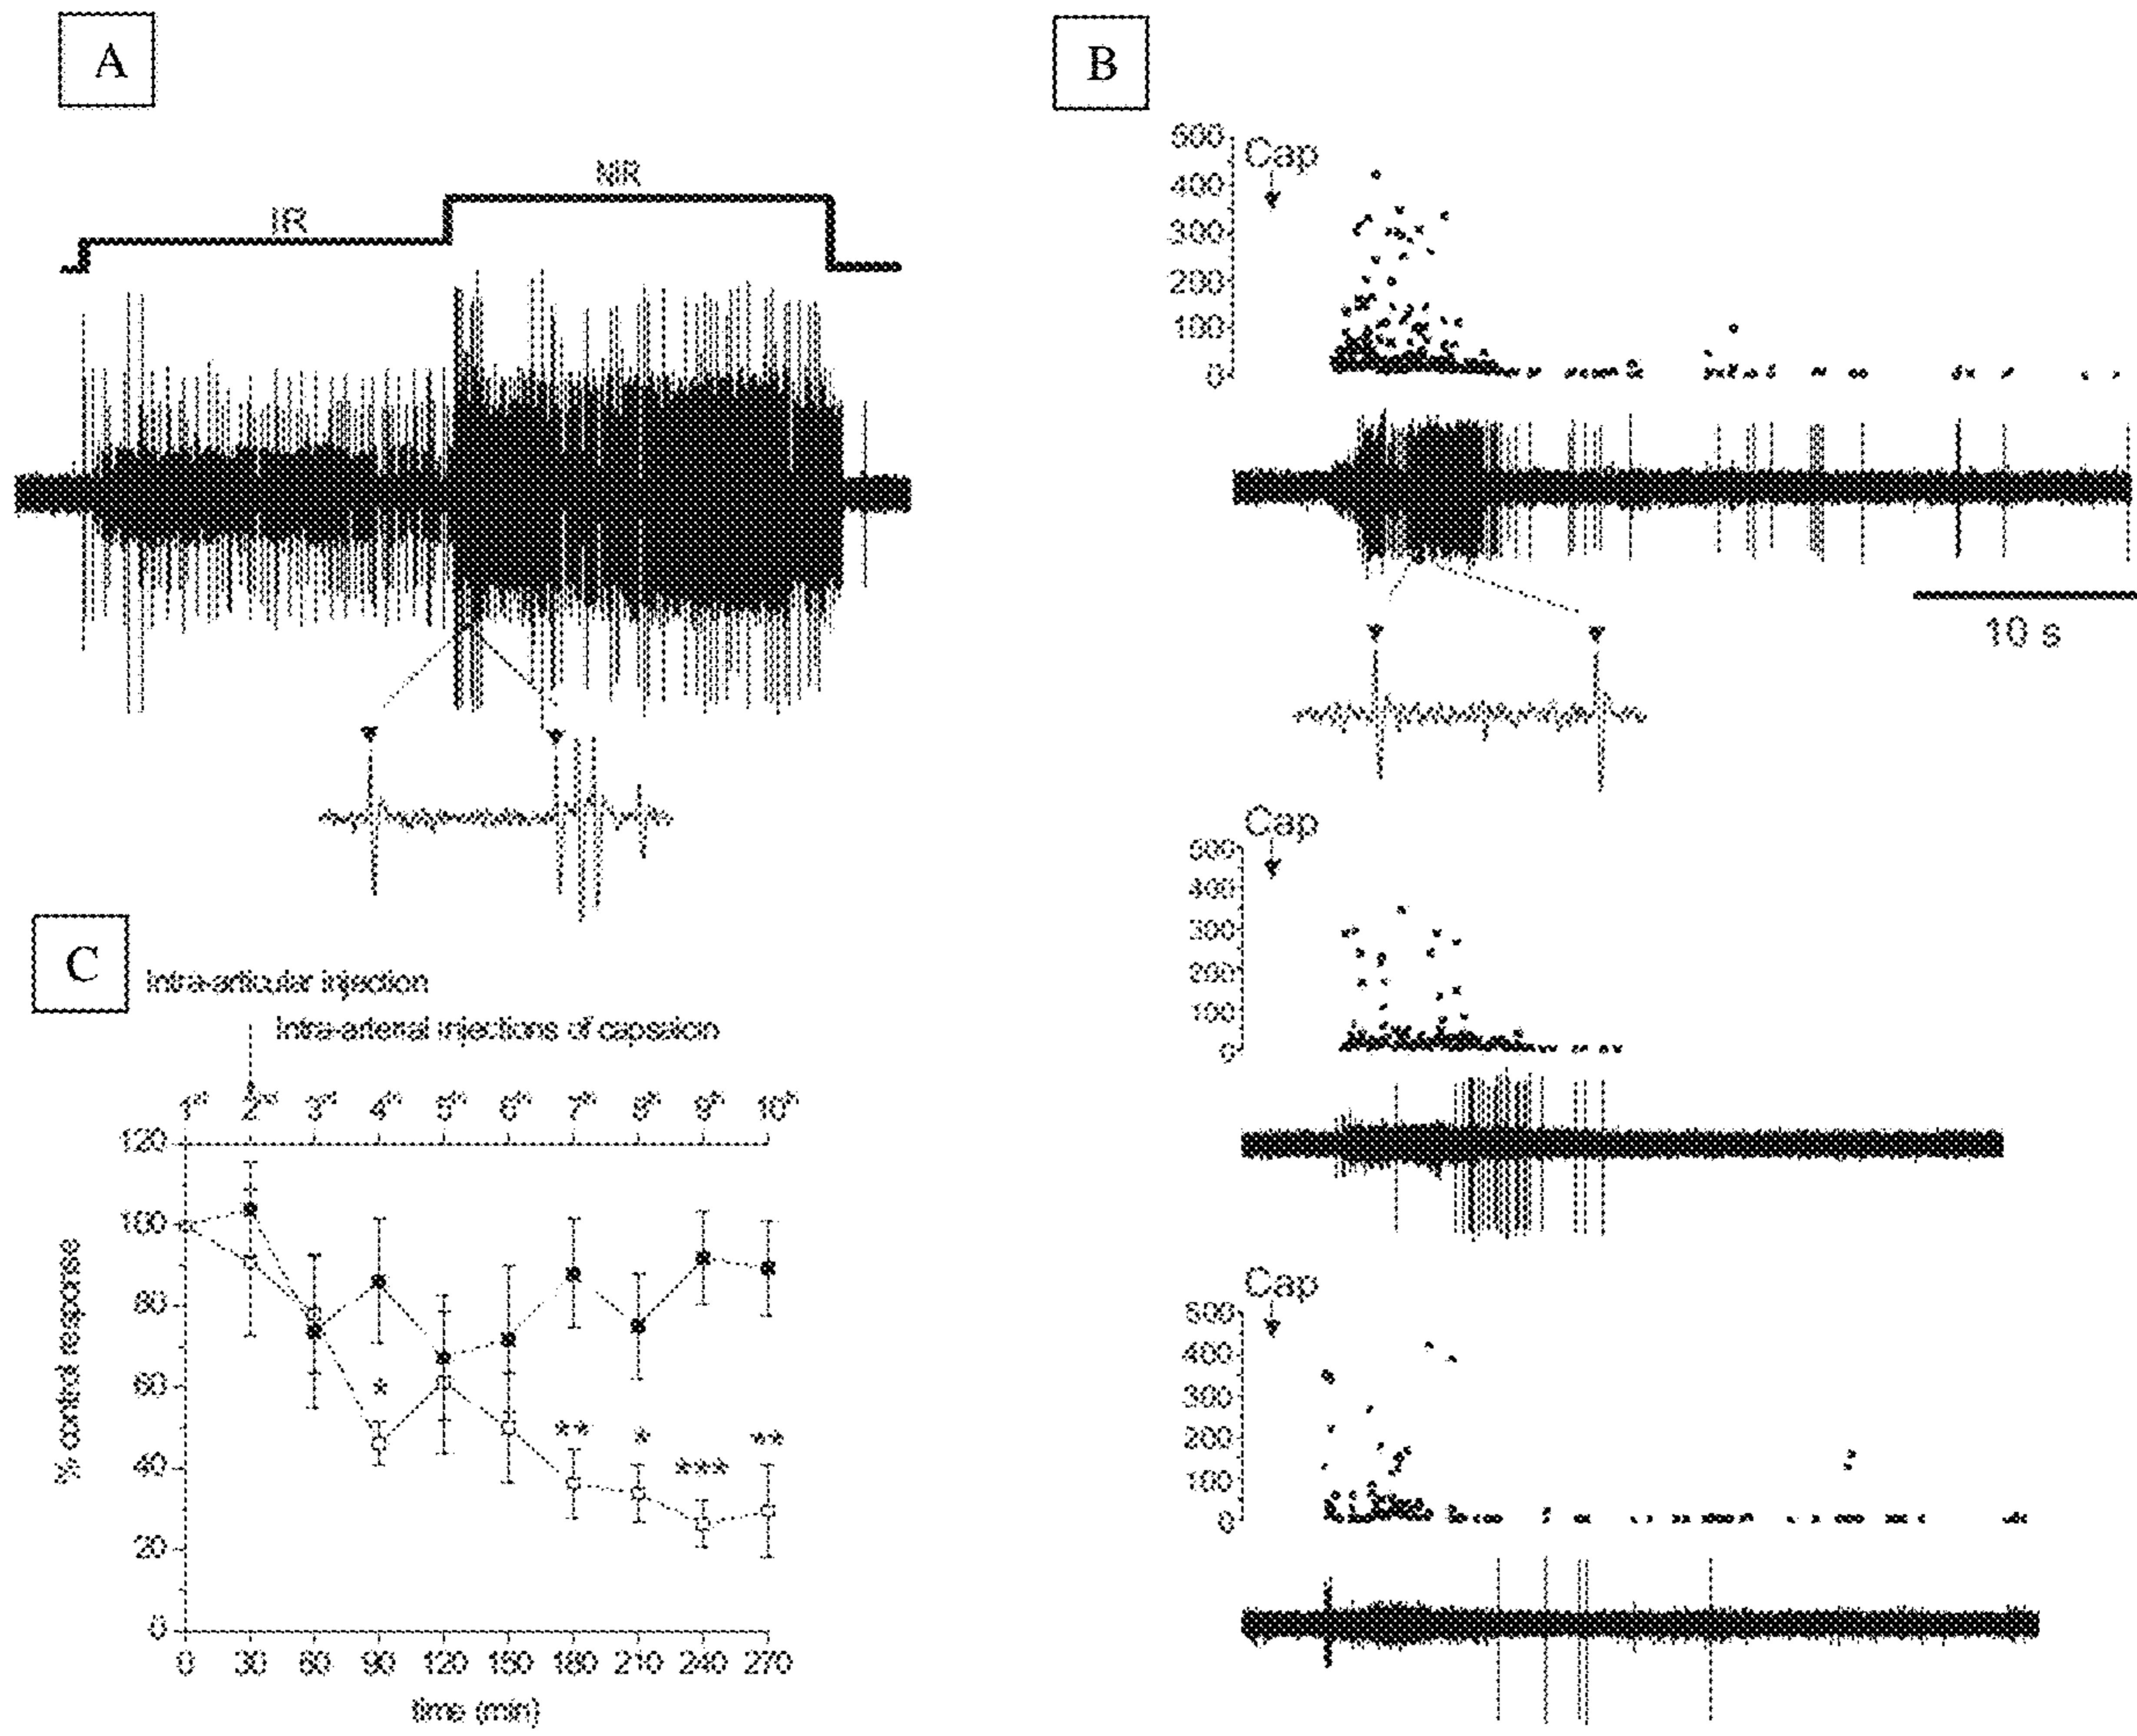 A
NIR
IR
B
500
400
300
200
100
0
Cap
10 s
Cap
500
400
300
200
100
0
Cap
500
400
300
200
100
0
C
Intra-articular injection
Intra-arterial injections of capsaicin
1st 2nd 3rd 4th 5th 6th 7th 8th 9th 10th
120
100
80
60
40
20
0
% control response
*
** * *** **
0 30 60 90 120 150 180 210 240 270
time (min)